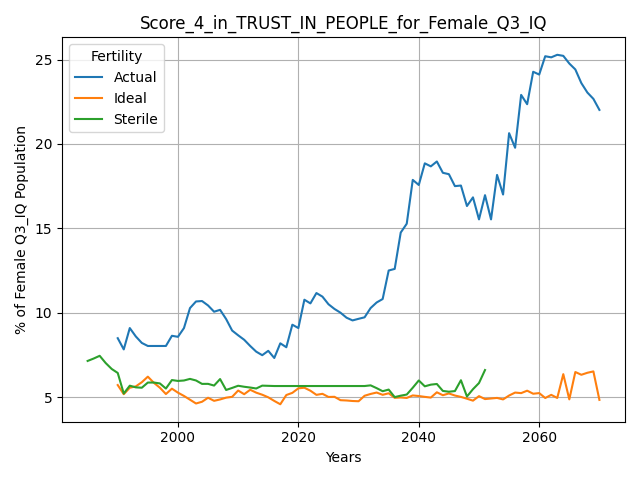 Score_4_in_TRUST_IN_PEOPLE_for_Female_Q3_IQ
Fertility
Actual
Ideal
Sterile
% of Female Q3_IQ Population
25
20
15
10
5
2000 2020 2040 2060
Years